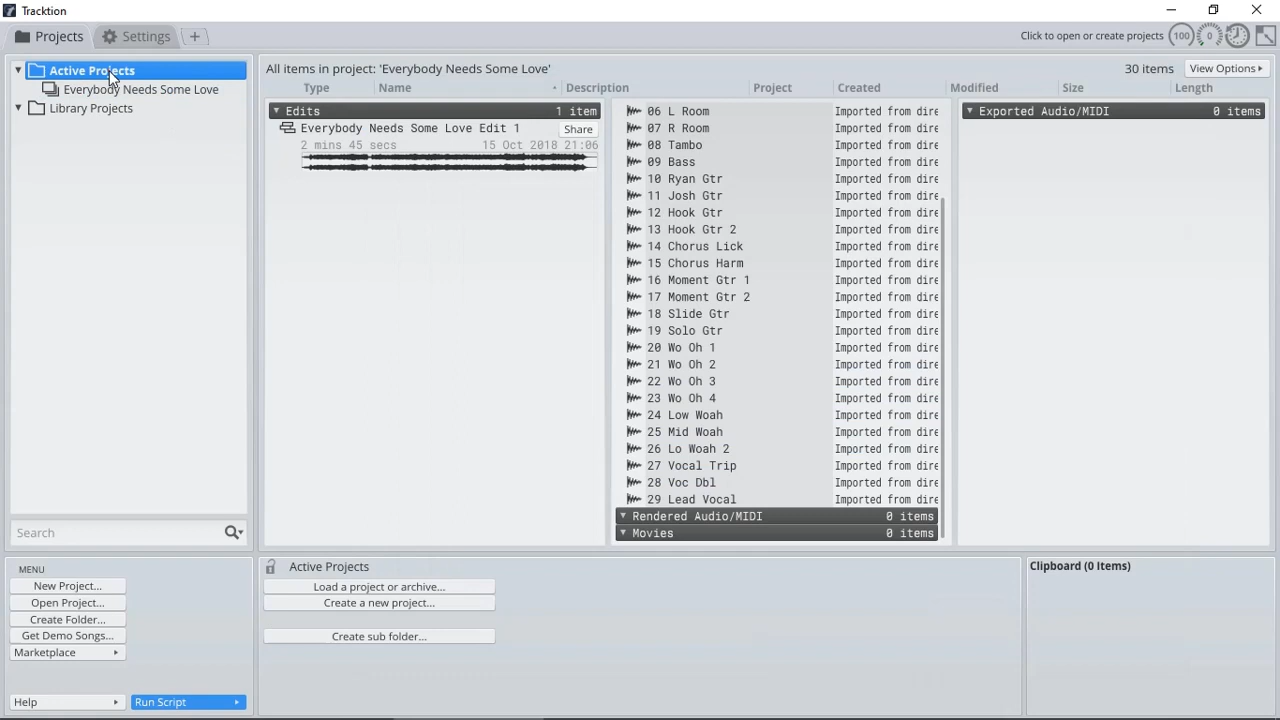 Tracktion
Projects
Settings
+
Click to open or create projects
100
0
Active Projects
Everybody Needs Some Love
Library Projects
Search
All items in project: 'Everybody Needs Some Love'
30 items
View Options
Type
Name
Description
Project
Created
Modified
Size
Length
Edits
1 item
Everybody Needs Some Love Edit 1
Share
2 mins 45 secs
15 Oct 2018 21:06
06 L Room Imported from dire
07 R Room Imported from dire
08 Tambo Imported from dire
09 Bass Imported from dire
10 Ryan Gtr Imported from dire
11 Josh Gtr Imported from dire
12 Hook Gtr Imported from dire
13 Hook Gtr 2 Imported from dire
14 Chorus Lick Imported from dire
15 Chorus Harm Imported from dire
16 Moment Gtr 1 Imported from dire
17 Moment Gtr 2 Imported from dire
18 Slide Gtr Imported from dire
19 Solo Gtr Imported from dire
20 Wo Oh 1 Imported from dire
21 Wo Oh 2 Imported from dire
22 Wo Oh 3 Imported from dire
23 Wo Oh 4 Imported from dire
24 Low Woah Imported from dire
25 Mid Woah Imported from dire
26 Lo Woah 2 Imported from dire
27 Vocal Trip Imported from dire
28 Voc Dbl Imported from dire
29 Lead Vocal Imported from dire
Rendered Audio/MIDI 0 items
Movies 0 items
Exported Audio/MIDI 0 items
MENU
New Project...
Open Project...
Create Folder...
Get Demo Songs...
Marketplace
Help
Run Script
Active Projects
Load a project or archive...
Create a new project...
Create sub folder...
Clipboard (0 Items)